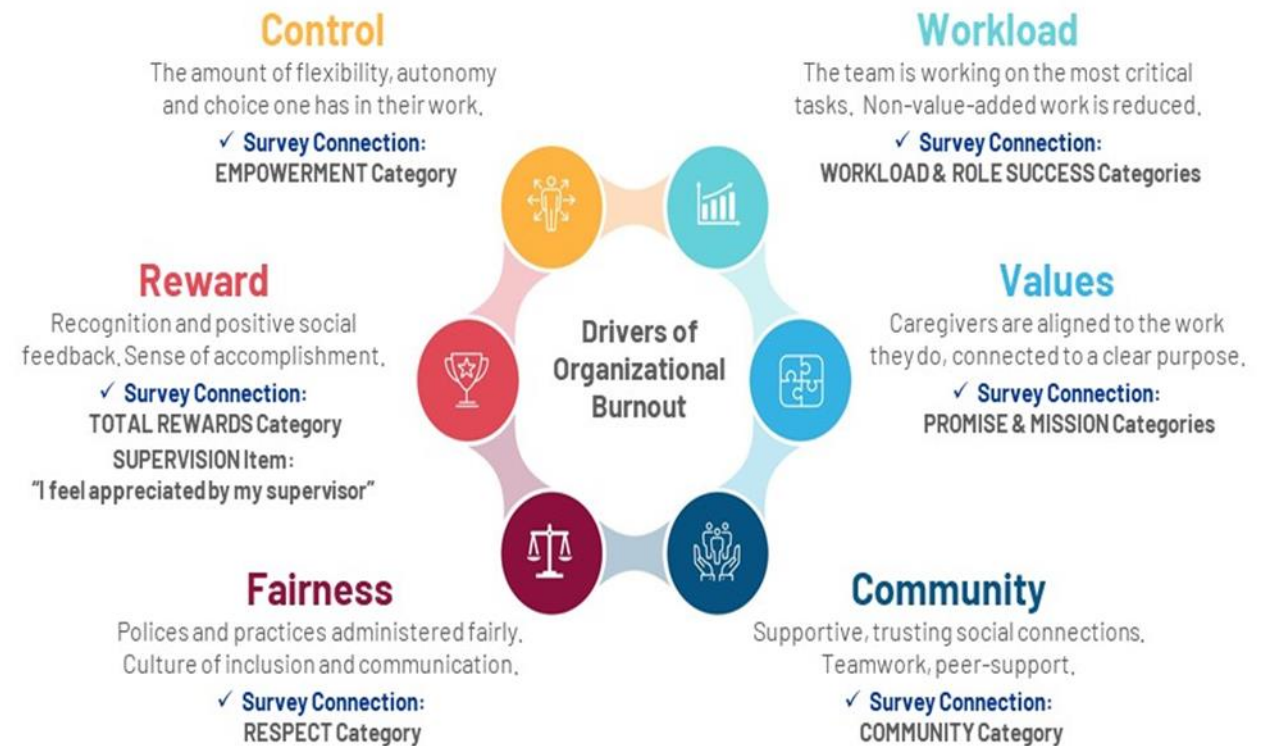 Control
The amount of flexibility, autonomy
and choice one has in their work.
✓ Survey Connection:
EMPOWERMENT Category
Workload
The team is working on the most critical
tasks. Non-value-added work is reduced.
✓ Survey Connection:
WORKLOAD & ROLE SUCCESS Categories
Reward
Recognition and positive social
feedback. Sense of accomplishment.
✓ Survey Connection:
TOTAL REWARDS Category
SUPERVISION Item:
"I feel appreciated by my supervisor"
Drivers of
Organizational
Burnout
Values
Caregivers are aligned to the work
they do, connected to a clear purpose.
✓ Survey Connection:
PROMISE & MISSION Categories
Fairness
Polices and practices administered fairly.
Culture of inclusion and communication.
✓ Survey Connection:
RESPECT Category
Community
Supportive, trusting social connections.
Teamwork, peer-support.
✓ Survey Connection:
COMMUNITY Category